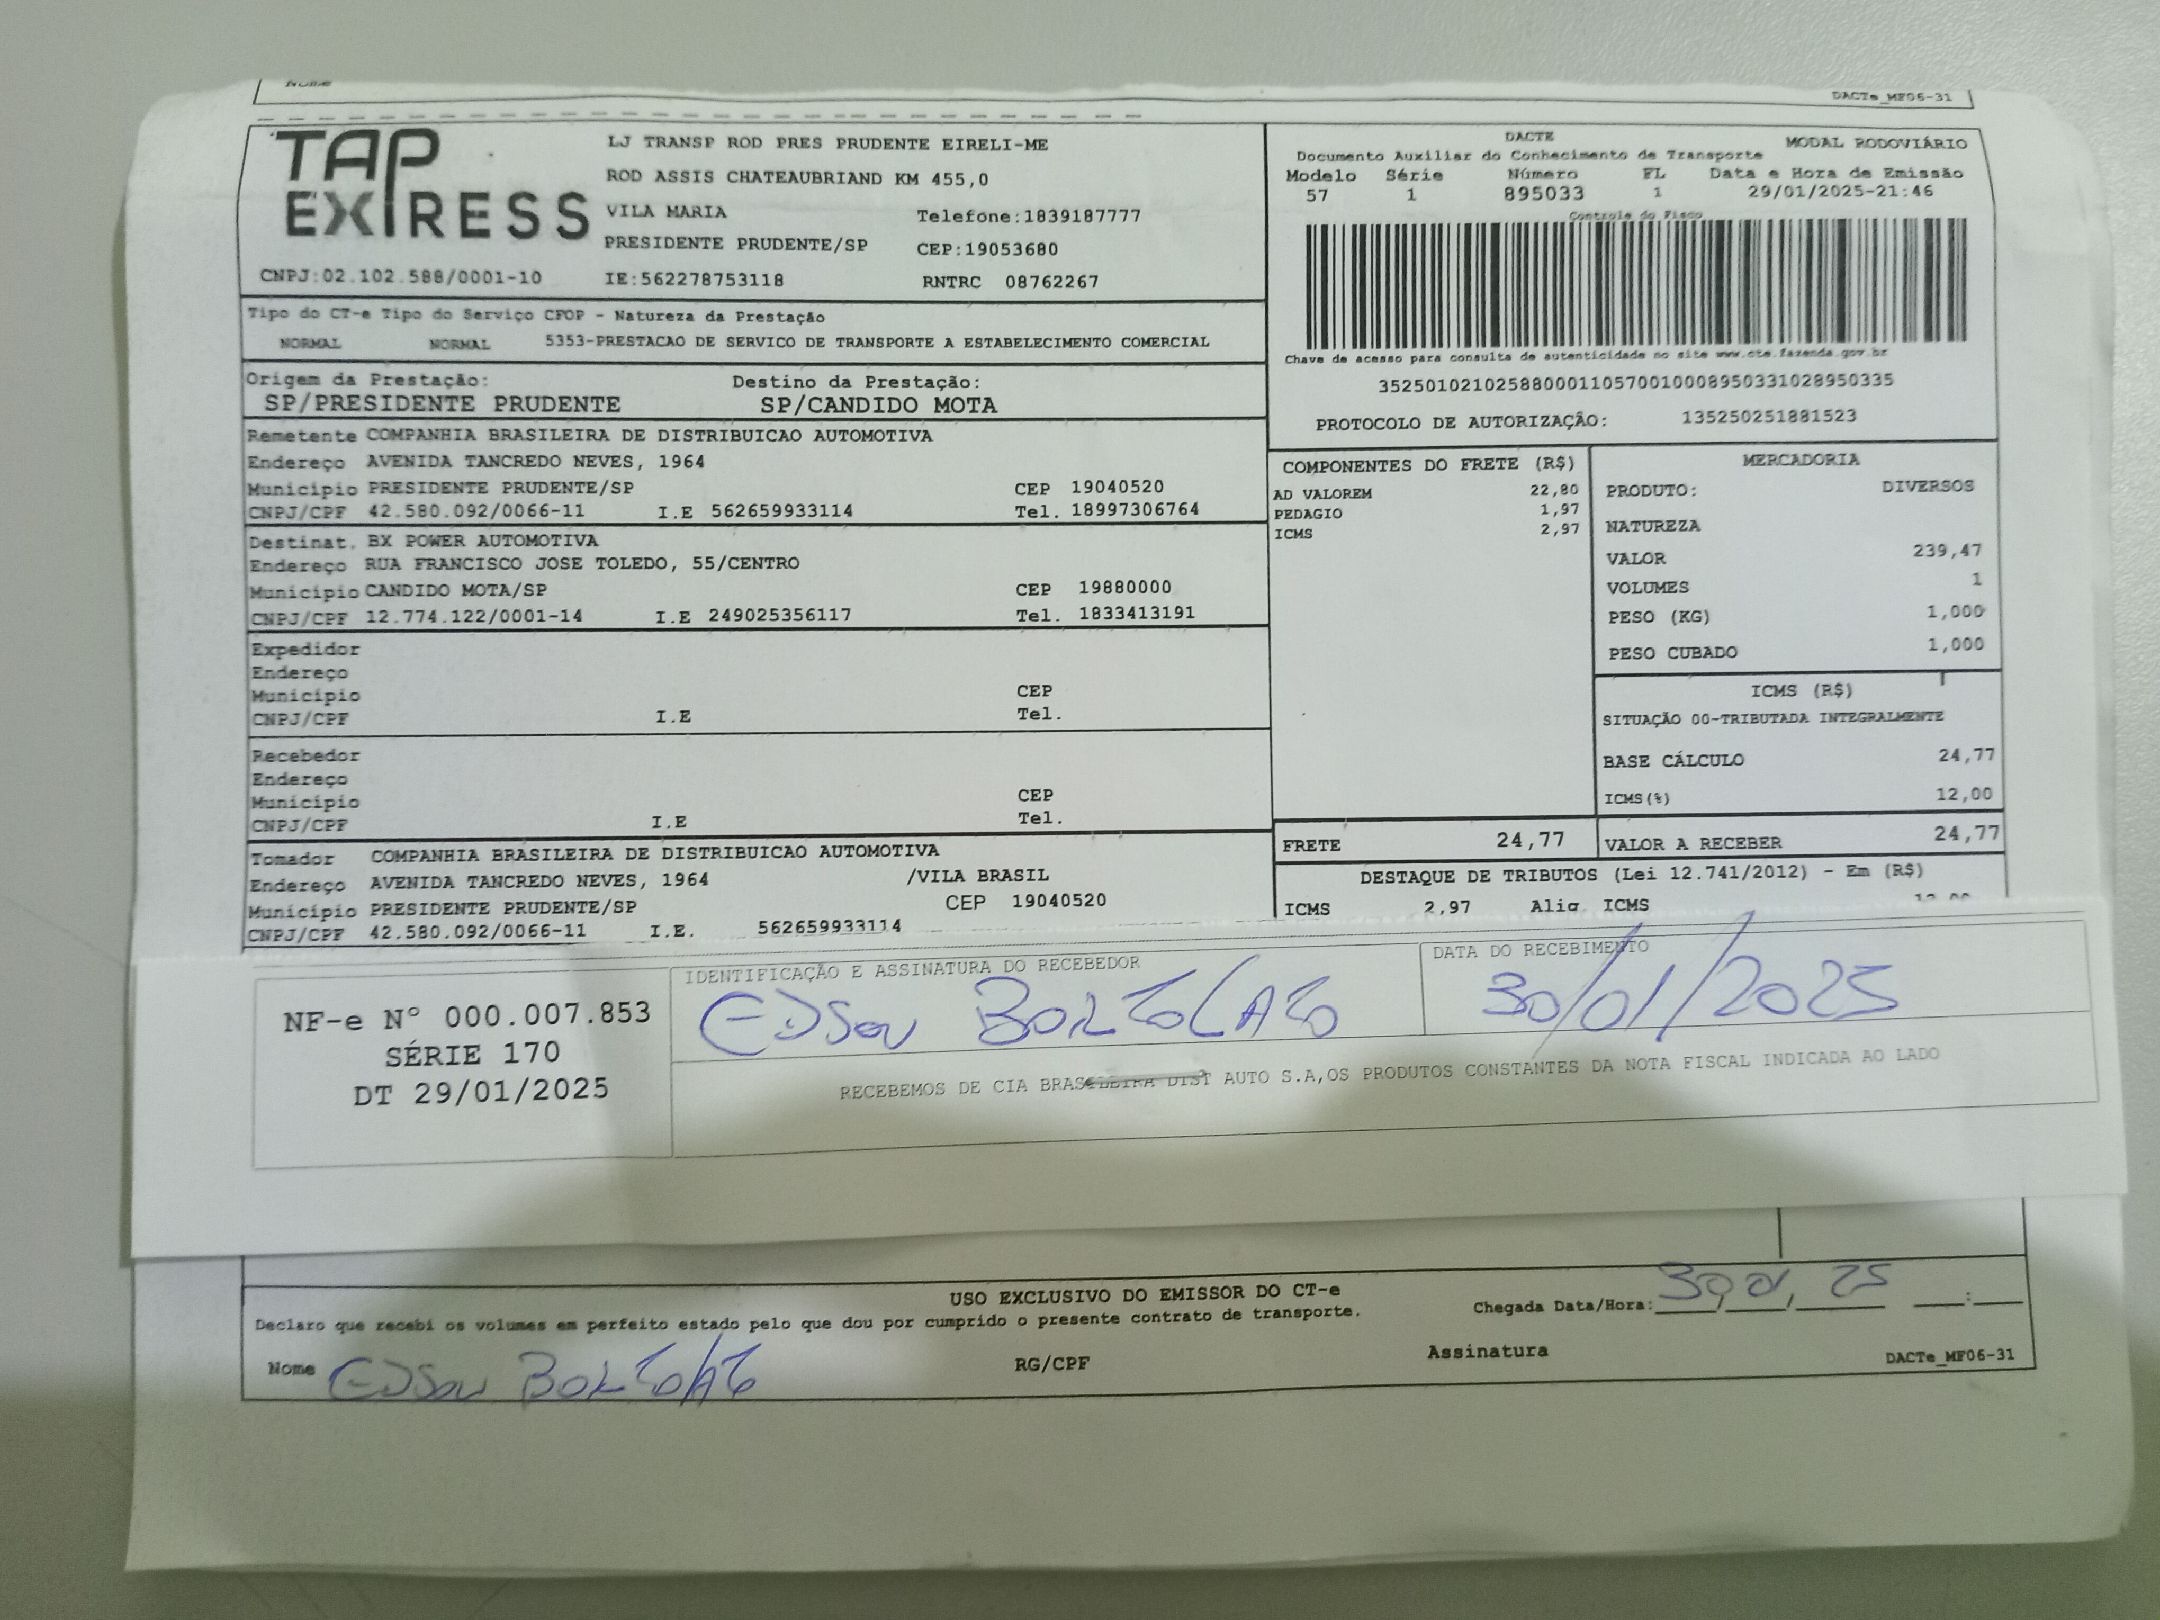 Nome
DACTe_MF06-31
TAP EXPRESS
LJ TRANSP ROD PRES PRUDENTE EIRELI-ME
ROD ASSIS CHATEAUBRIAND KM 455,0
VILA MARIA Telefone:1839187777
PRESIDENTE PRUDENTE/SP CEP:19053680
CNPJ:02.102.588/0001-10 IE:562278753118 RNTRC 08762267
DACTE MODAL RODOVIÁRIO
Documento Auxiliar do Conhecimento de Transporte
Modelo Série Número FL Data e Hora de Emissão
57 1 895033 1 29/01/2025-21:46
Controle do Fisco
Chave de acesso para consulta de autenticidade no site www.cte.fazenda.gov.br
35250102102588000110570010008950331028950335
PROTOCOLO DE AUTORIZAÇÃO: 135250251881523
Tipo do CT-e Tipo do Serviço CFOP - Natureza da Prestação
NORMAL NORMAL 5353-PRESTACAO DE SERVICO DE TRANSPORTE A ESTABELECIMENTO COMERCIAL
Origem da Prestação: Destino da Prestação:
SP/PRESIDENTE PRUDENTE SP/CANDIDO MOTA
Remetente COMPANHIA BRASILEIRA DE DISTRIBUICAO AUTOMOTIVA
Endereço AVENIDA TANCREDO NEVES, 1964
Município PRESIDENTE PRUDENTE/SP CEP 19040520
CNPJ/CPF 42.580.092/0066-11 I.E 562659933114 Tel. 18997306764
Destinat. BX POWER AUTOMOTIVA
Endereço RUA FRANCISCO JOSE TOLEDO, 55/CENTRO
Município CANDIDO MOTA/SP CEP 19880000
CNPJ/CPF 12.774.122/0001-14 I.E 249025356117 Tel. 1833413191
Expedidor
Endereço
Município CEP
CNPJ/CPF I.E Tel.
Recebedor
Endereço
Município CEP
CNPJ/CPF I.E Tel.
Tomador COMPANHIA BRASILEIRA DE DISTRIBUICAO AUTOMOTIVA
Endereço AVENIDA TANCREDO NEVES, 1964 /VILA BRASIL
Município PRESIDENTE PRUDENTE/SP CEP 19040520
CNPJ/CPF 42.580.092/0066-11 I.E. 562659933114
COMPONENTES DO FRETE (R$)
AD VALOREM 22,80
PEDAGIO 1,97
ICMS 2,97
MERCADORIA
PRODUTO: DIVERSOS
NATUREZA
VALOR 239,47
VOLUMES 1
PESO (KG) 1,000
PESO CUBADO 1,000
ICMS (R$)
SITUAÇÃO 00-TRIBUTADA INTEGRALMENTE
BASE CÁLCULO 24,77
ICMS(%) 12,00
FRETE 24,77 VALOR A RECEBER 24,77
DESTAQUE DE TRIBUTOS (Lei 12.741/2012) - Em (R$)
ICMS 2,97 Aliq. ICMS 12,00
NF-e N° 000.007.853
SÉRIE 170
DT 29/01/2025
IDENTIFICAÇÃO E ASSINATURA DO RECEBEDOR
EDSON BORTOLATO
DATA DO RECEBIMENTO
30/01/2025
RECEBEMOS DE CIA BRASILEIRA DIST AUTO S.A,OS PRODUTOS CONSTANTES DA NOTA FISCAL INDICADA AO LADO
USO EXCLUSIVO DO EMISSOR DO CT-e
Declaro que recebi os volumes em perfeito estado pelo que dou por cumprido o presente contrato de transporte.
Chegada Data/Hora: 30/01/25 :
Nome EDSON BORTOLATO RG/CPF Assinatura
DACTe_MF06-31